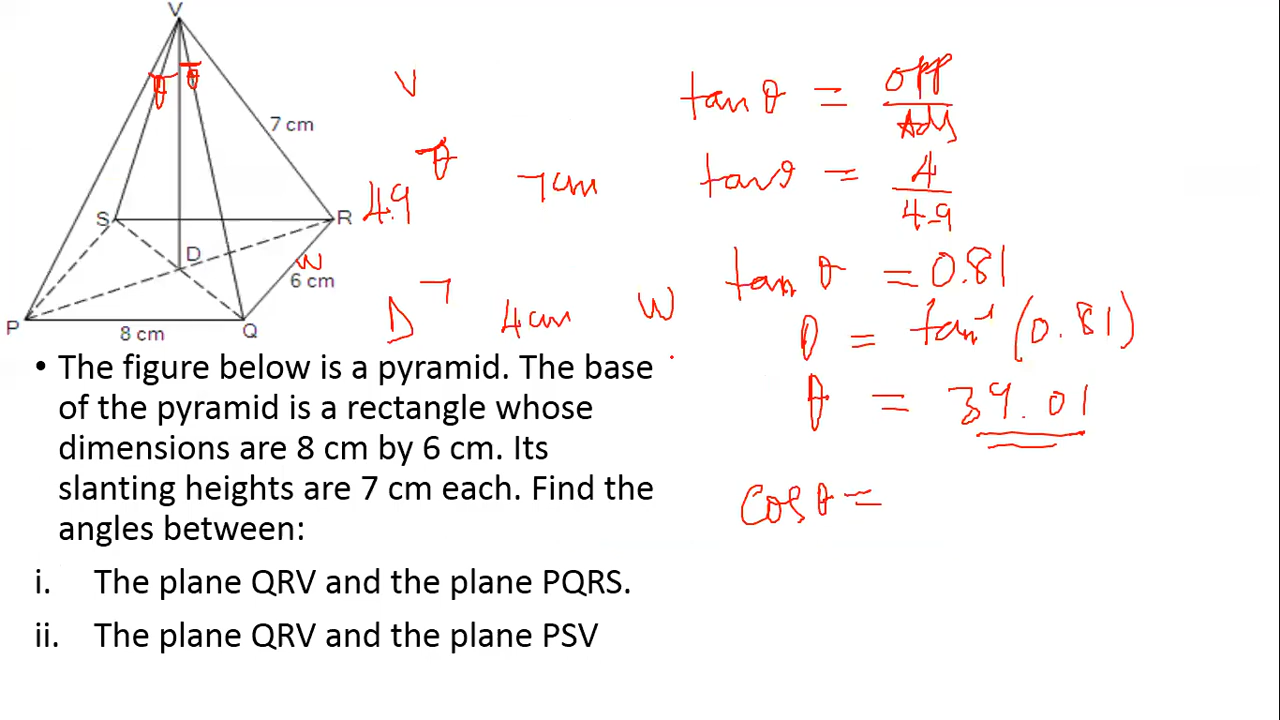 V
θ θ
7 cm
S
R
D
W
6 cm
P
8 cm
Q
V
θ
4.9
7cm
D
4cm
W
tan θ = opp/Adj
tan θ = 4/4.9
tan θ = 0.81
θ = tan⁻¹ (0.81)
θ = 39.01
cos θ =
• The figure below is a pyramid. The base
of the pyramid is a rectangle whose
dimensions are 8 cm by 6 cm. Its
slanting heights are 7 cm each. Find the
angles between:
i. The plane QRV and the plane PQRS.
ii. The plane QRV and the plane PSV